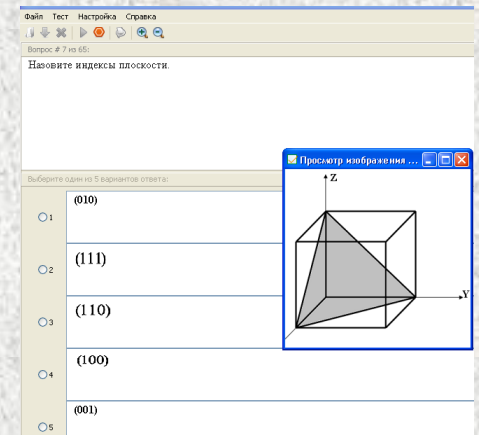 Файл Тест Настройка Справка
Вопрос # 7 из 65:
Назовите индексы плоскости.
Выберите один из 5 вариантов ответа:
Просмотр изображения ...
Z
Y
1 (010)
2 (111)
3 (110)
4 (100)
5 (001)